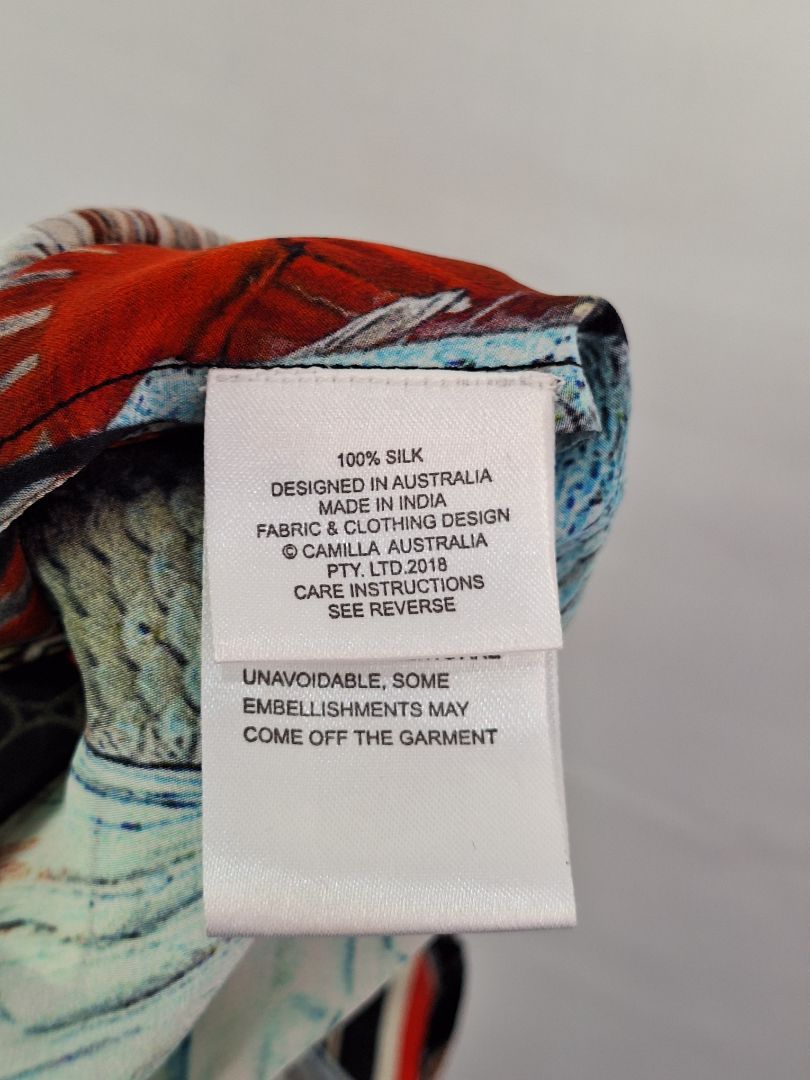 100% SILK
DESIGNED IN AUSTRALIA
MADE IN INDIA
FABRIC & CLOTHING DESIGN
© CAMILLA AUSTRALIA
PTY. LTD.2018
CARE INSTRUCTIONS
SEE REVERSE
UNAVOIDABLE, SOME
EMBELLISHMENTS MAY
COME OFF THE GARMENT